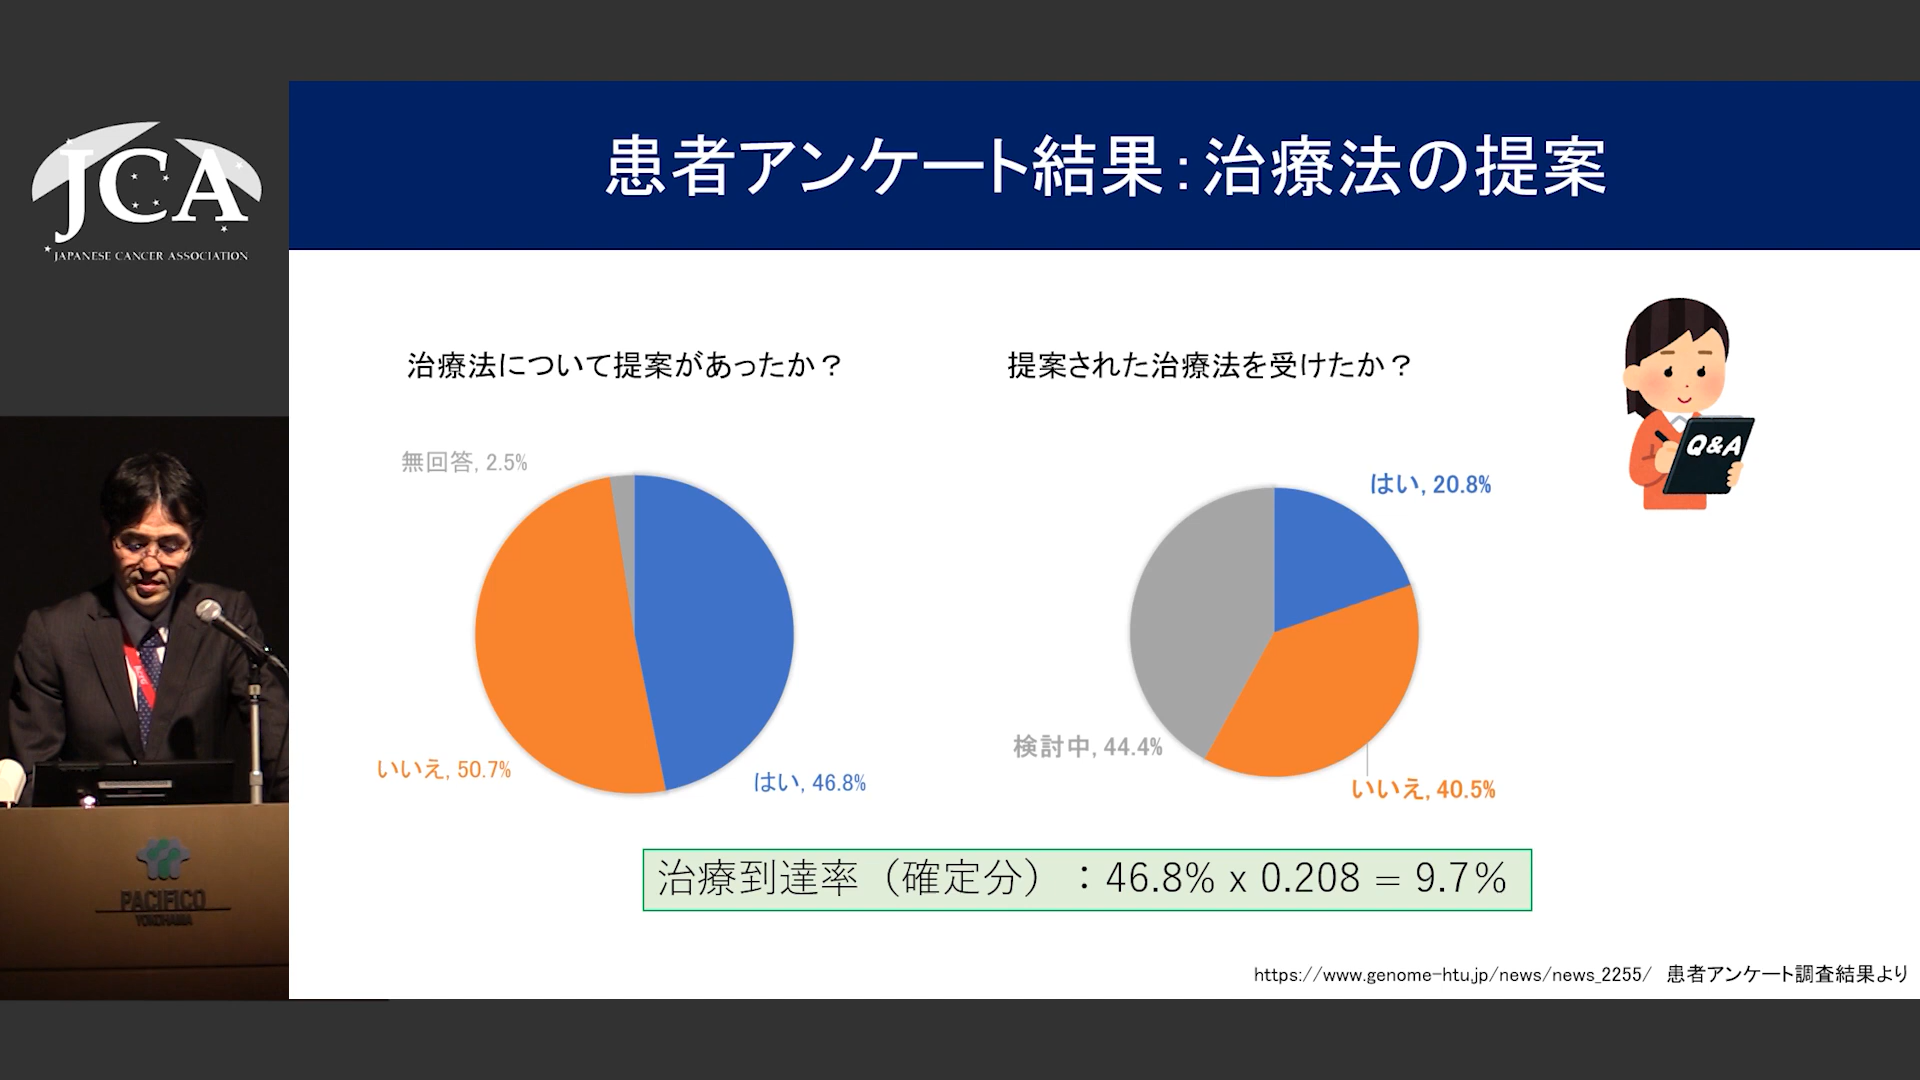 JCA
JAPANESE CANCER ASSOCIATION
患者アンケート結果：治療法の提案
治療法について提案があったか？
提案された治療法を受けたか？
Q&A
無回答, 2.5%
いいえ, 50.7%
はい, 46.8%
はい, 20.8%
検討中, 44.4%
いいえ, 40.5%
治療到達率（確定分）：46.8% x 0.208 = 9.7%
https://www.genome-htu.jp/news/news_2255/ 患者アンケート調査結果より
PACIFICO
YOKOHAMA